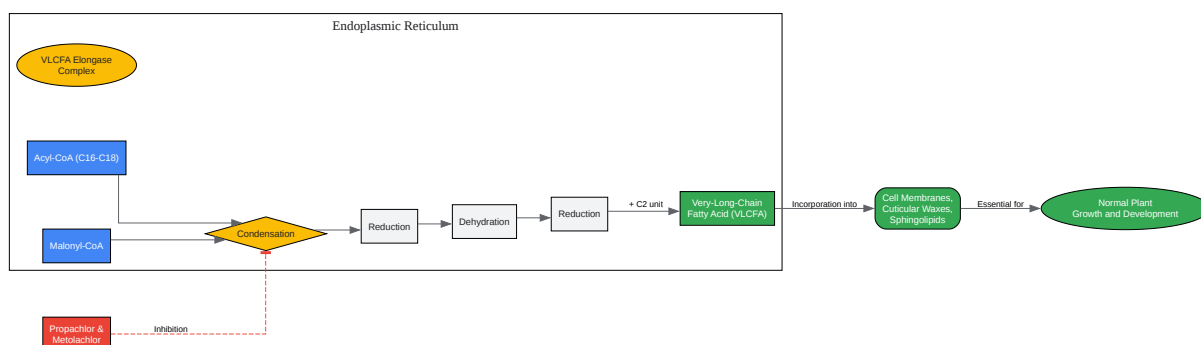 Endoplasmic Reticulum
VLCFA Elongase
Complex
Acyl-CoA (C16-C18)
Malonyl-CoA
Condensation
Reduction
Dehydration
Reduction
+ C2 unit
Very-Long-Chain
Fatty Acid (VLCFA)
Incorporation into
Cell Membranes,
Cuticular Waxes,
Sphingolipids
Essential for
Normal Plant
Growth and Development
Propachlor &
Metolachlor
Inhibition